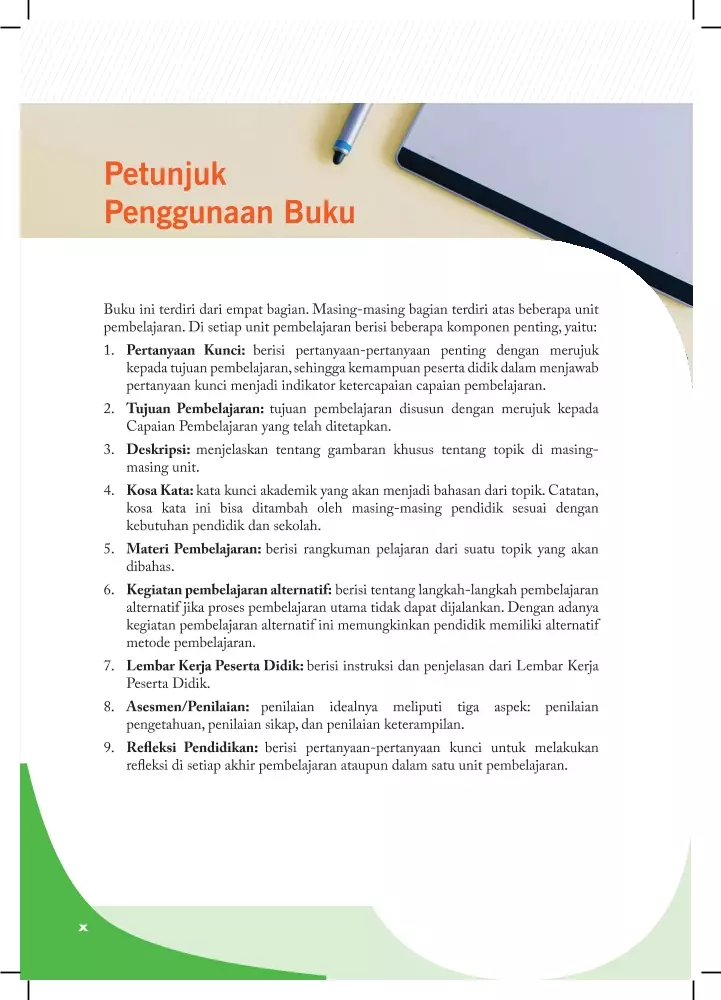 Petunjuk
Penggunaan Buku
Buku ini terdiri dari empat bagian. Masing-masing bagian terdiri atas beberapa unit
pembelajaran. Di setiap unit pembelajaran berisi beberapa komponen penting, yaitu:
1. Pertanyaan Kunci: berisi pertanyaan-pertanyaan penting dengan merujuk
kepada tujuan pembelajaran, sehingga kemampuan peserta didik dalam menjawab
pertanyaan kunci menjadi indikator ketercapaian capaian pembelajaran.
2. Tujuan Pembelajaran: tujuan pembelajaran disusun dengan merujuk kepada
Capaian Pembelajaran yang telah ditetapkan.
3. Deskripsi: menjelaskan tentang gambaran khusus tentang topik di masing-
masing unit.
4. Kosa Kata: kata kunci akademik yang akan menjadi bahasan dari topik. Catatan,
kosa kata ini bisa ditambah oleh masing-masing pendidik sesuai dengan
kebutuhan pendidik dan sekolah.
5. Materi Pembelajaran: berisi rangkuman pelajaran dari suatu topik yang akan
dibahas.
6. Kegiatan pembelajaran alternatif: berisi tentang langkah-langkah pembelajaran
alternatif jika proses pembelajaran utama tidak dapat dijalankan. Dengan adanya
kegiatan pembelajaran alternatif ini memungkinkan pendidik memiliki alternatif
metode pembelajaran.
7. Lembar Kerja Peserta Didik: berisi instruksi dan penjelasan dari Lembar Kerja
Peserta Didik.
8. Asesmen/Penilaian: penilaian idealnya meliputi tiga aspek: penilaian
pengetahuan, penilaian sikap, dan penilaian keterampilan.
9. Refleksi Pendidikan: berisi pertanyaan-pertanyaan kunci untuk melakukan
refleksi di setiap akhir pembelajaran ataupun dalam satu unit pembelajaran.
x